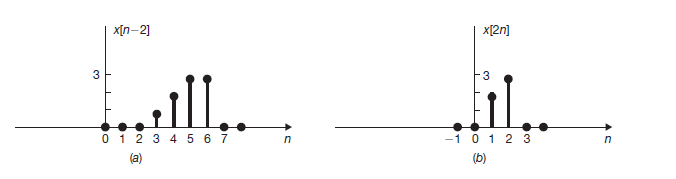 x[n−2]
3
0 1 2 3 4 5 6 7 n
(a)
x[2n]
3
−1 0 1 2 3 n
(b)